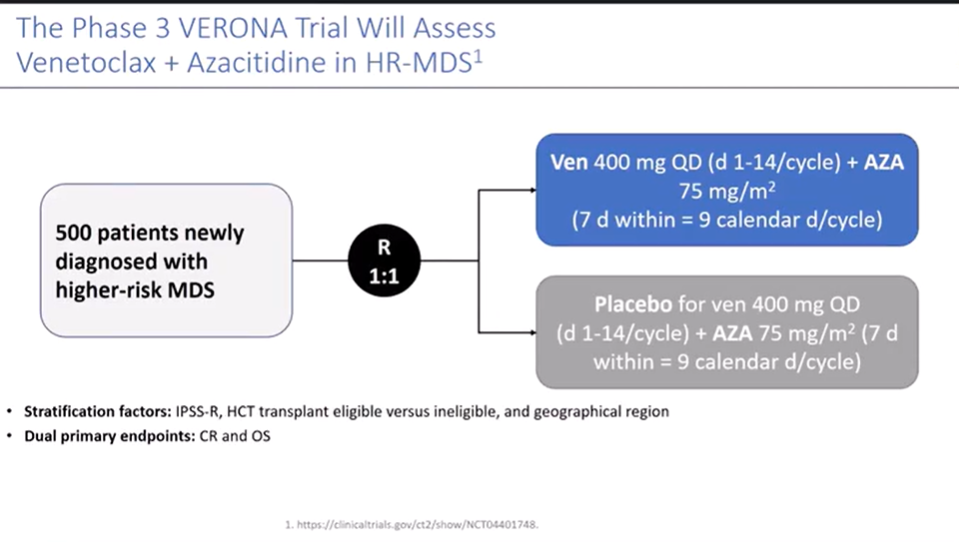 The Phase 3 VERONA Trial Will Assess
Venetoclax + Azacitidine in HR-MDS¹
500 patients newly
diagnosed with
higher-risk MDS
R
1:1
Ven 400 mg QD (d 1-14/cycle) + AZA
75 mg/m²
(7 d within = 9 calendar d/cycle)
Placebo for ven 400 mg QD
(d 1-14/cycle) + AZA 75 mg/m² (7 d
within = 9 calendar d/cycle)
• Stratification factors: IPSS-R, HCT transplant eligible versus ineligible, and geographical region
• Dual primary endpoints: CR and OS
1. https://clinicaltrials.gov/ct2/show/NCT04401748.